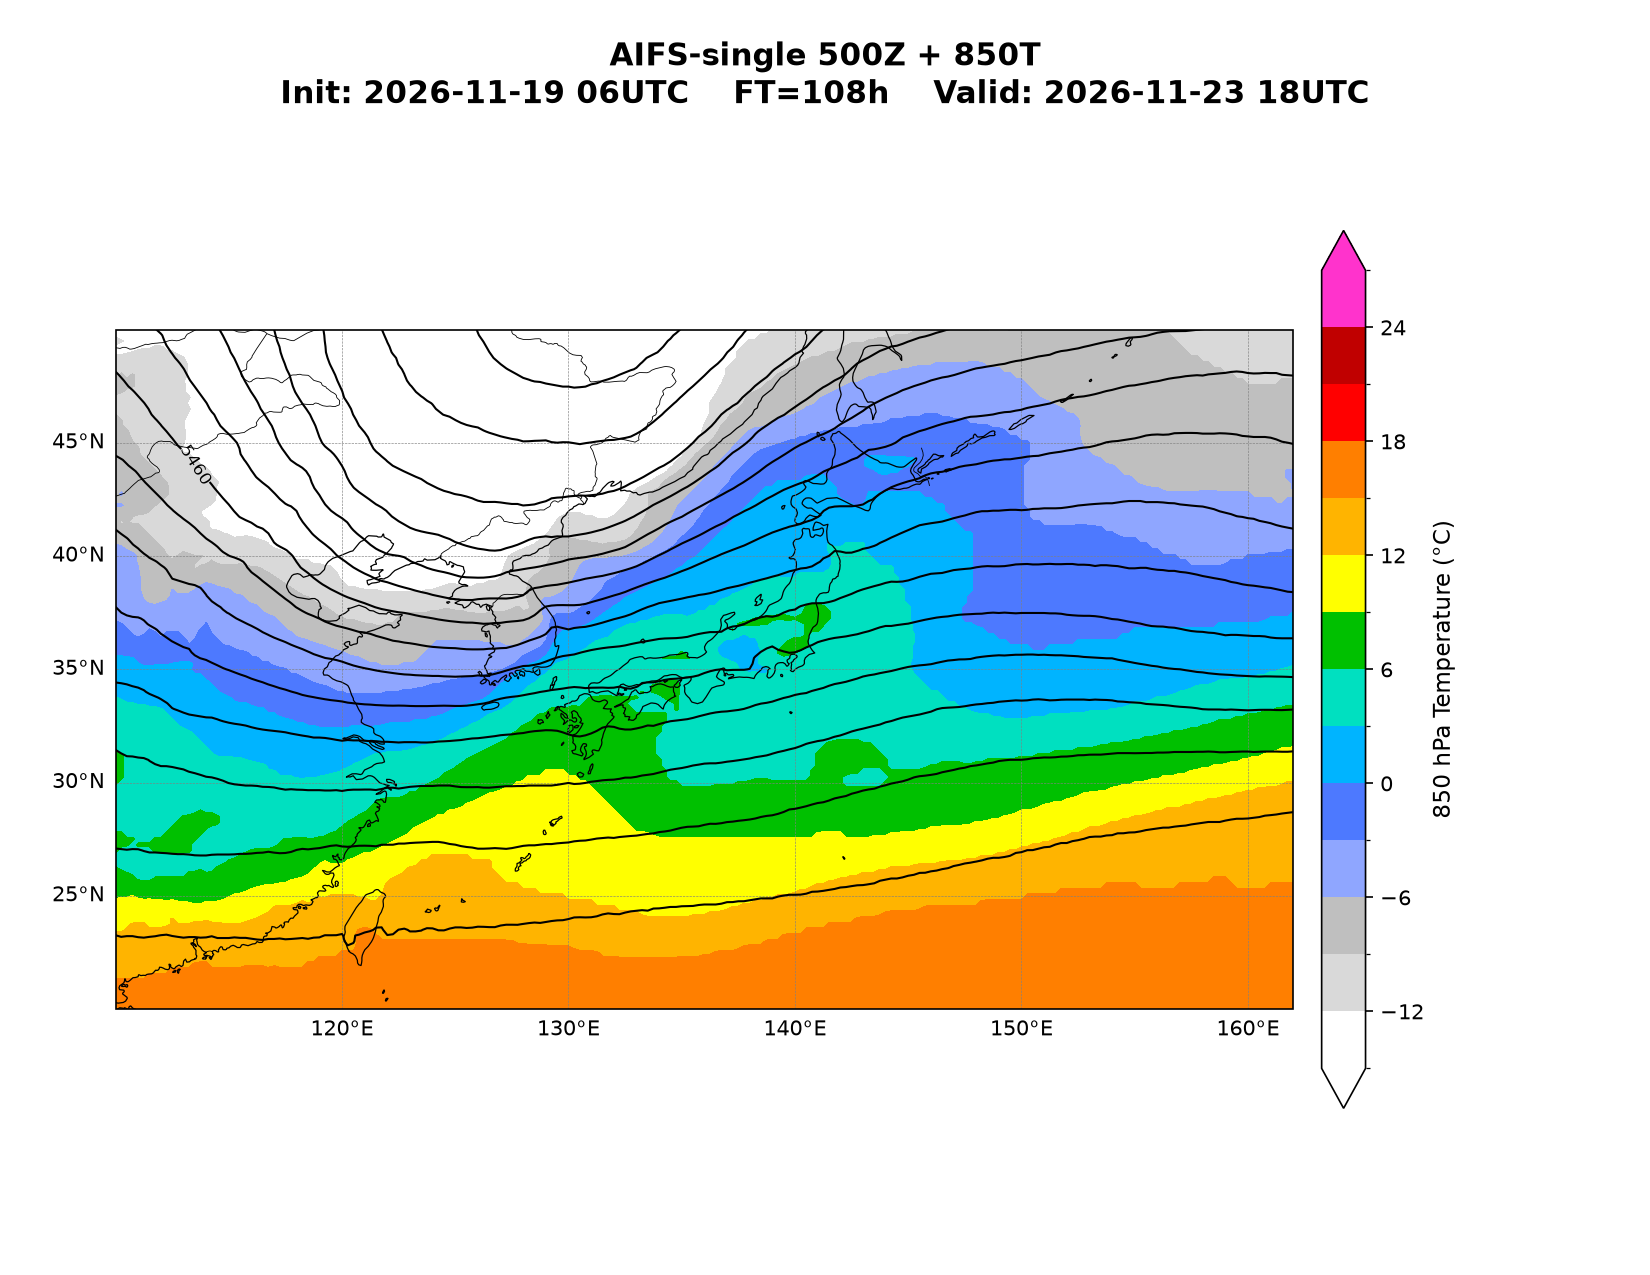 AIFS-single 500Z + 850T
Init: 2026-11-19 06UTC    FT=108h    Valid: 2026-11-23 18UTC
24
18
12
6
0
−6
−12
850 hPa Temperature (°C)
45°N
40°N
35°N
30°N
25°N
5460
120°E
130°E
140°E
150°E
160°E